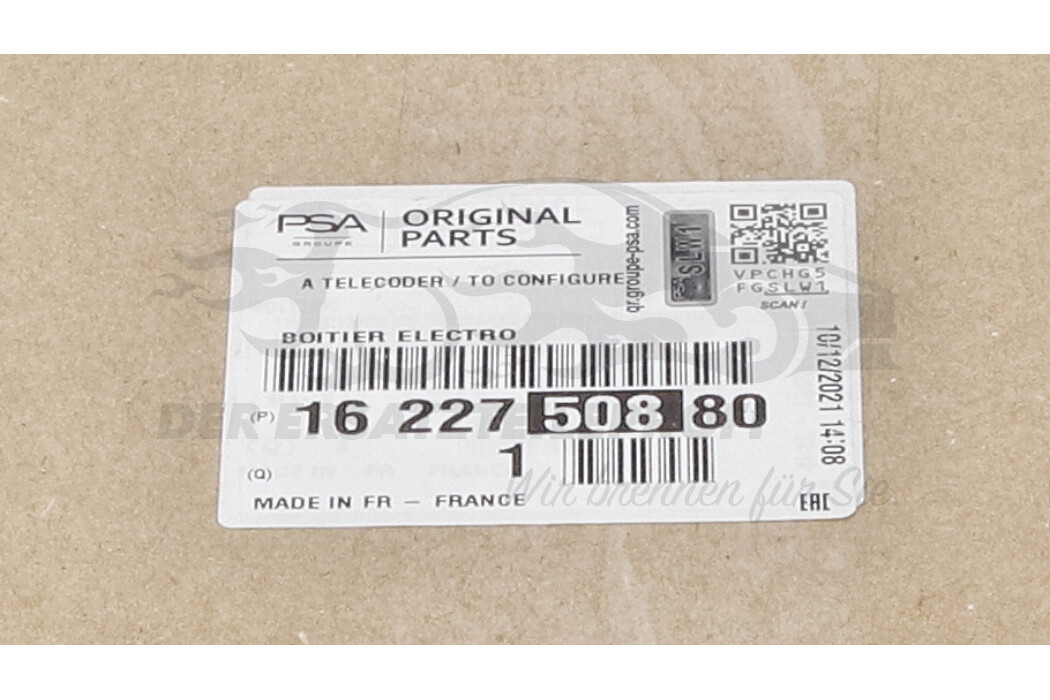 PSA
GROUPE
ORIGINAL
PARTS
A TELECODER / TO CONFIGURE
qr.groupe-psa.com
SLW1
VPCHG5
FGSLW1
SCAN !
BOITIER ELECTRO
(P) 16 227 508 80
(Q) 1
10/12/2021 14:08
MADE IN FR — FRANCE
EAC
DER ERSATZTEILPROFI
Wir brennen für Sie